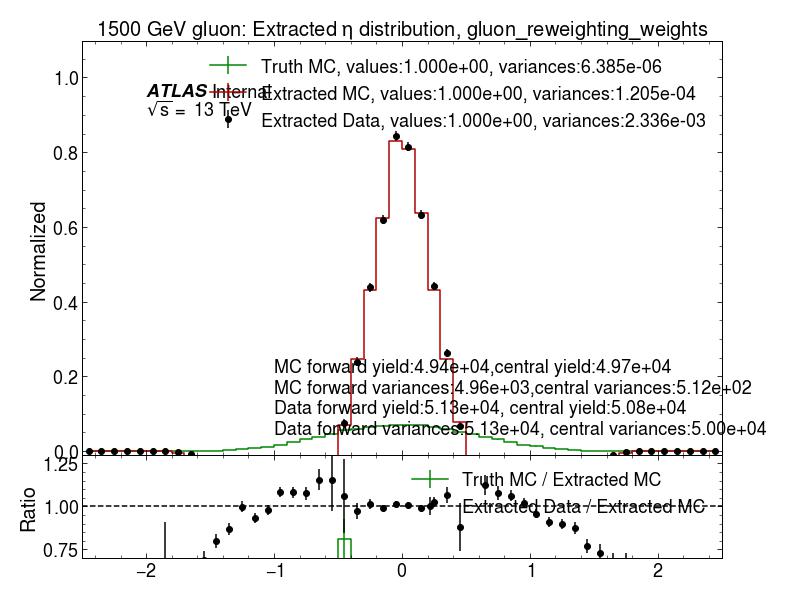 1500 GeV gluon: Extracted η distribution, gluon_reweighting_weights
Truth MC, values:1.000e+00, variances:6.385e-06
ATLAS Internal
Extracted MC, values:1.000e+00, variances:1.205e-04
√s = 13 TeV
Extracted Data, values:1.000e+00, variances:2.336e-03
1.0
0.8
0.6
0.4
0.2
0.0
Normalized
MC forward yield:4.94e+04,central yield:4.97e+04
MC forward variances:4.96e+03,central variances:5.12e+02
Data forward yield:5.13e+04, central yield:5.08e+04
Data forward variances:5.13e+04, central variances:5.00e+04
1.25
1.00
0.75
Ratio
Truth MC / Extracted MC
Extracted Data / Extracted MC
−2 −1 0 1 2